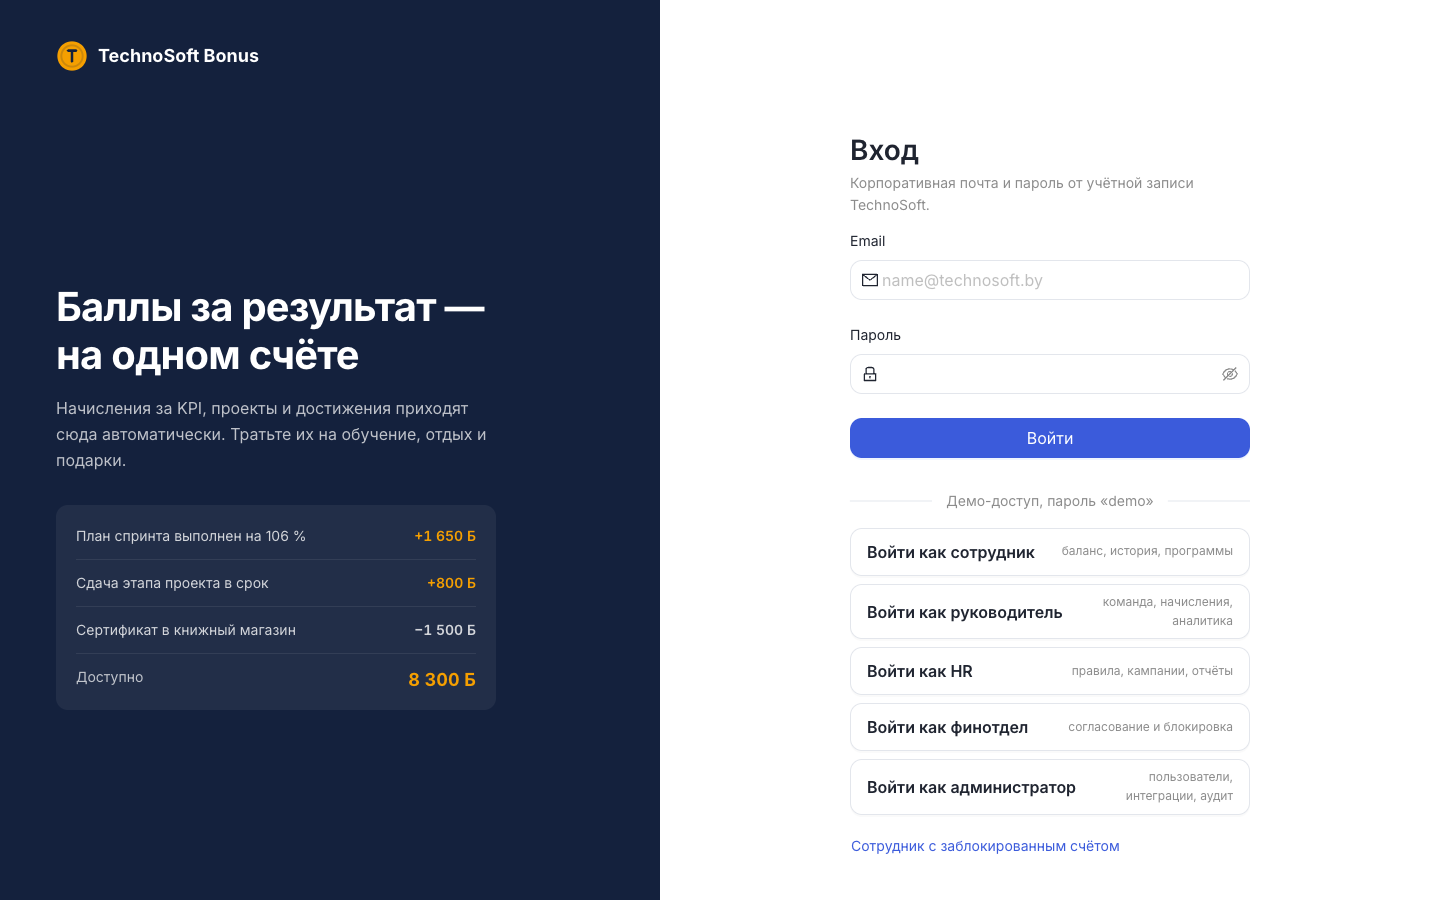 T
TechnoSoft Bonus
Баллы за результат —
на одном счёте
Начисления за KPI, проекты и достижения приходят
сюда автоматически. Тратьте их на обучение, отдых и
подарки.
План спринта выполнен на 106 % +1 650 Б
Сдача этапа проекта в срок +800 Б
Сертификат в книжный магазин −1 500 Б
Доступно 8 300 Б
Вход
Корпоративная почта и пароль от учётной записи
TechnoSoft.
Email
name@technosoft.by
Пароль
Войти
Демо-доступ, пароль «demo»
Войти как сотрудник баланс, история, программы
Войти как руководитель команда, начисления,
аналитика
Войти как HR правила, кампании, отчёты
Войти как финотдел согласование и блокировка
Войти как администратор пользователи,
интеграции, аудит
Сотрудник с заблокированным счётом